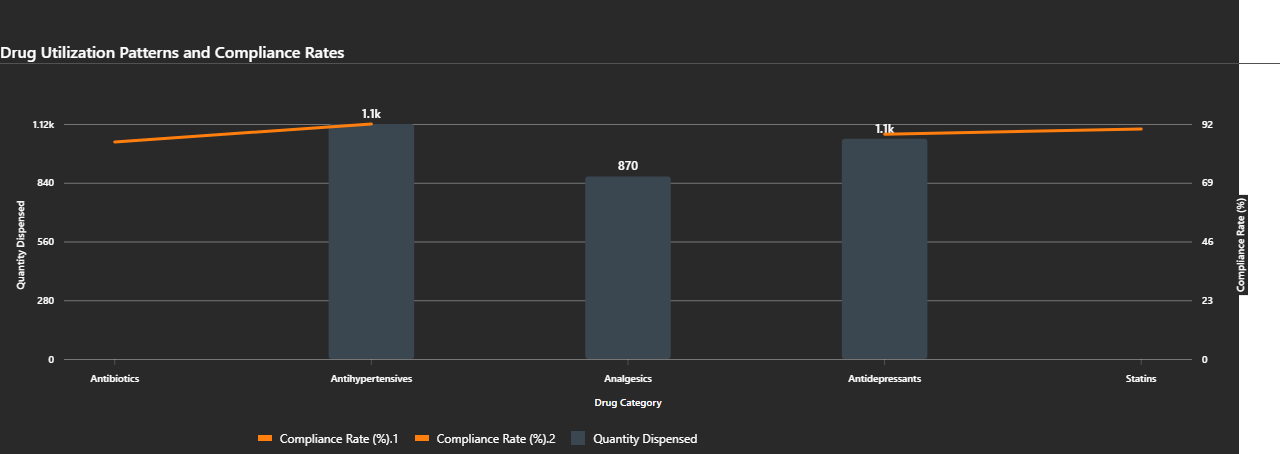 Drug Utilization Patterns and Compliance Rates
1.1k
1.1k
870
1.12k
840
560
280
0
92
69
46
23
0
Quantity Dispensed
Compliance Rate (%)
Antibiotics
Antihypertensives
Analgesics
Antidepressants
Statins
Drug Category
Compliance Rate (%).1
Compliance Rate (%).2
Quantity Dispensed